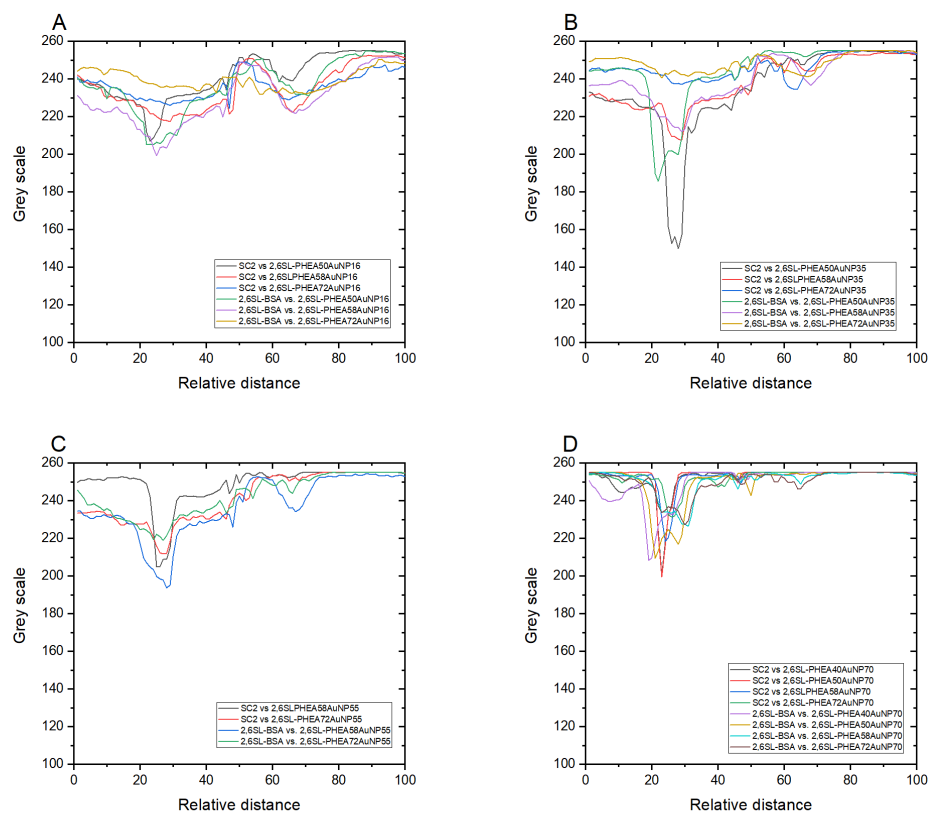 A
260
240
220
200
180
160
140
120
100
Grey scale
SC2 vs 2,6SL-PHEA50AuNP16
SC2 vs 2,6SLPHEA58AuNP16
SC2 vs 2,6SL-PHEA72AuNP16
2,6SL-BSA vs. 2,6SL-PHEA50AuNP16
2,6SL-BSA vs. 2,6SL-PHEA58AuNP16
2,6SL-BSA vs. 2,6SL-PHEA72AuNP16
0 20 40 60 80 100
Relative distance
B
260
240
220
200
180
160
140
120
100
Grey scale
SC2 vs 2,6SL-PHEA50AuNP35
SC2 vs 2,6SLPHEA58AuNP35
SC2 vs 2,6SL-PHEA72AuNP35
2,6SL-BSA vs. 2,6SL-PHEA50AuNP35
2,6SL-BSA vs. 2,6SL-PHEA58AuNP35
2,6SL-BSA vs. 2,6SL-PHEA72AuNP35
0 20 40 60 80 100
Relative distance
C
260
240
220
200
180
160
140
120
100
Grey scale
SC2 vs 2,6SLPHEA58AuNP55
SC2 vs 2,6SL-PHEA72AuNP55
2,6SL-BSA vs. 2,6SL-PHEA58AuNP55
2,6SL-BSA vs. 2,6SL-PHEA72AuNP55
0 20 40 60 80 100
Relative distance
D
260
240
220
200
180
160
140
120
100
Grey scale
SC2 vs 2,6SL-PHEA40AuNP70
SC2 vs 2,6SL-PHEA50AuNP70
SC2 vs 2,6SLPHEA58AuNP70
SC2 vs 2,6SL-PHEA72AuNP70
2,6SL-BSA vs. 2,6SL-PHEA40AuNP70
2,6SL-BSA vs. 2,6SL-PHEA50AuNP70
2,6SL-BSA vs. 2,6SL-PHEA58AuNP70
2,6SL-BSA vs. 2,6SL-PHEA72AuNP70
0 20 40 60 80 100
Relative distance